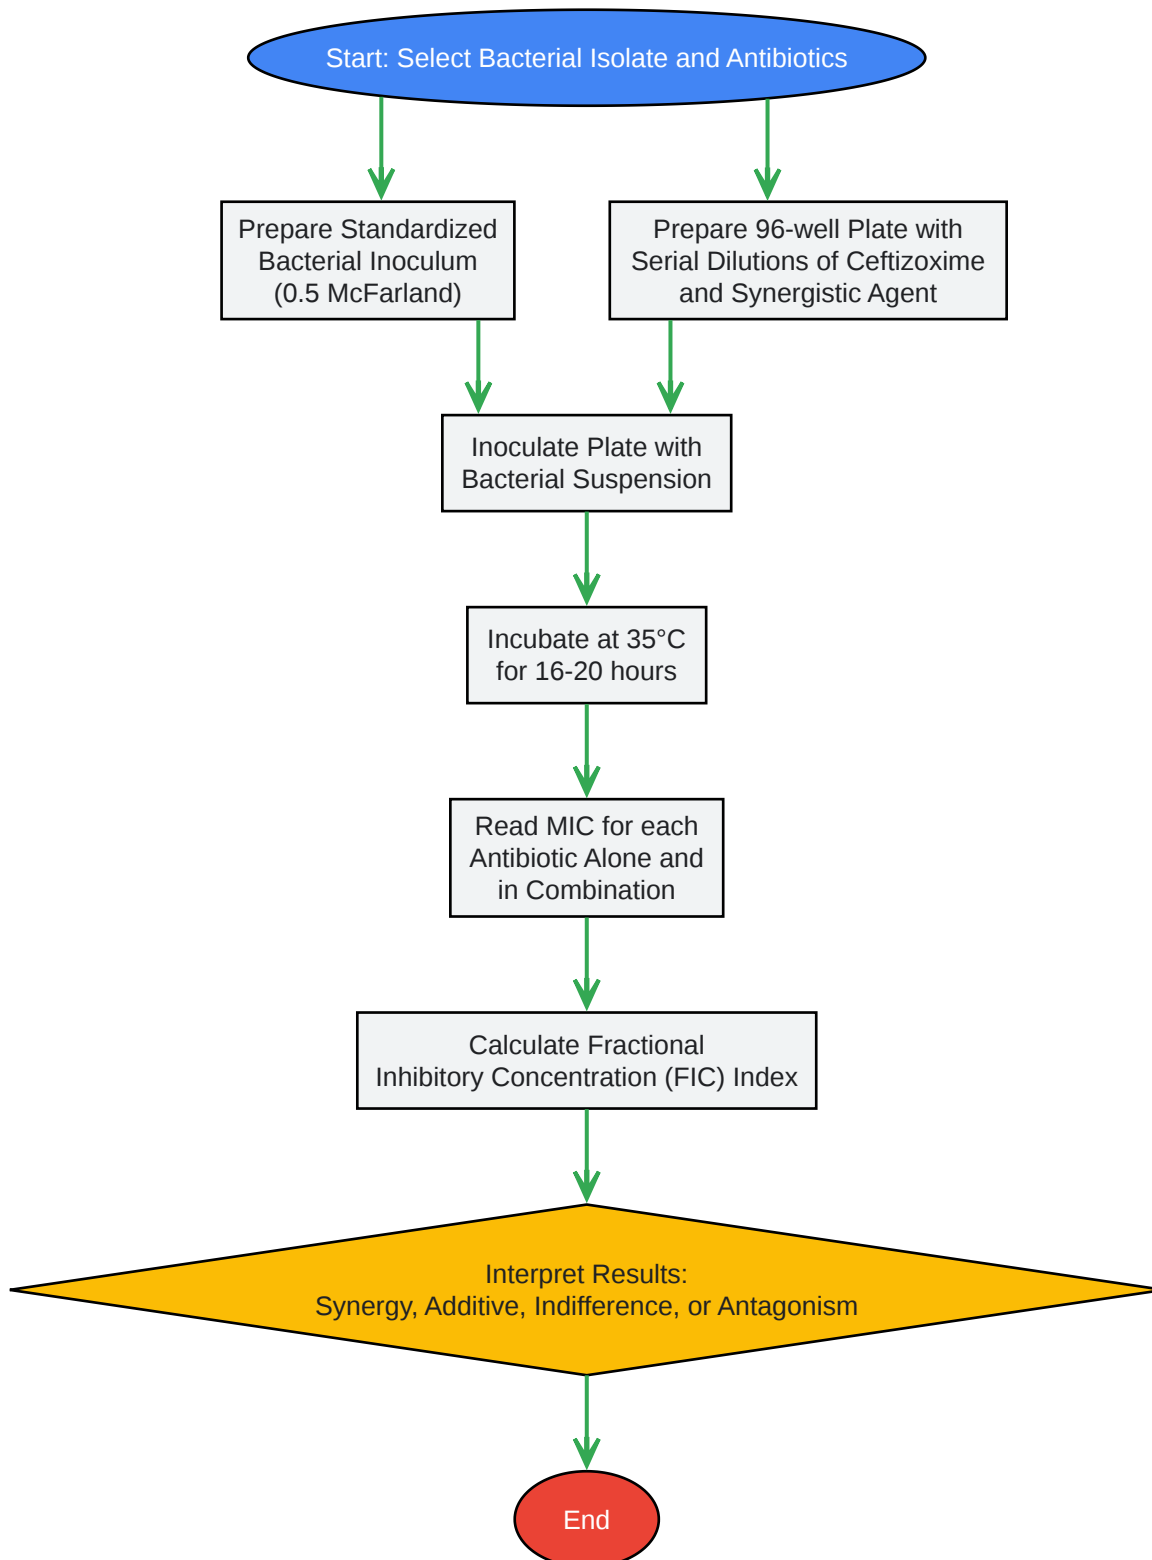 Start: Select Bacterial Isolate and Antibiotics
Prepare Standardized
Bacterial Inoculum
(0.5 McFarland)
Prepare 96-well Plate with
Serial Dilutions of Ceftizoxime
and Synergistic Agent
Inoculate Plate with
Bacterial Suspension
Incubate at 35°C
for 16-20 hours
Read MIC for each
Antibiotic Alone and
in Combination
Calculate Fractional
Inhibitory Concentration (FIC) Index
Interpret Results:
Synergy, Additive, Indifference, or Antagonism
End